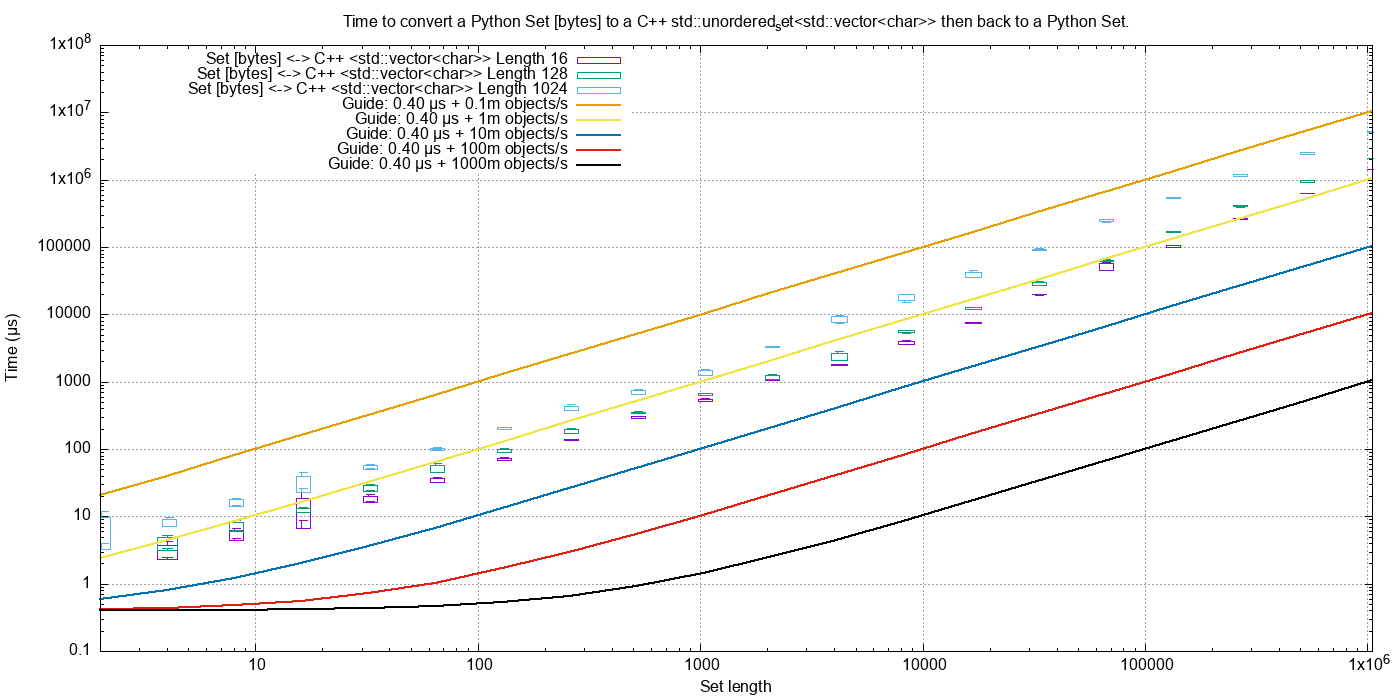 Time to convert a Python Set [bytes] to a C++ std::unordered_set<std::vector<char>> then back to a Python Set.
Set [bytes] <-> C++ <std::vector<char>> Length 16
Set [bytes] <-> C++ <std::vector<char>> Length 128
Set [bytes] <-> C++ <std::vector<char>> Length 1024
Guide: 0.40 µs + 0.1m objects/s
Guide: 0.40 µs + 1m objects/s
Guide: 0.40 µs + 10m objects/s
Guide: 0.40 µs + 100m objects/s
Guide: 0.40 µs + 1000m objects/s
Time (µs)
1x10^8
1x10^7
1x10^6
100000
10000
1000
100
10
1
0.1
10 100 1000 10000 100000 1x10^6
Set length